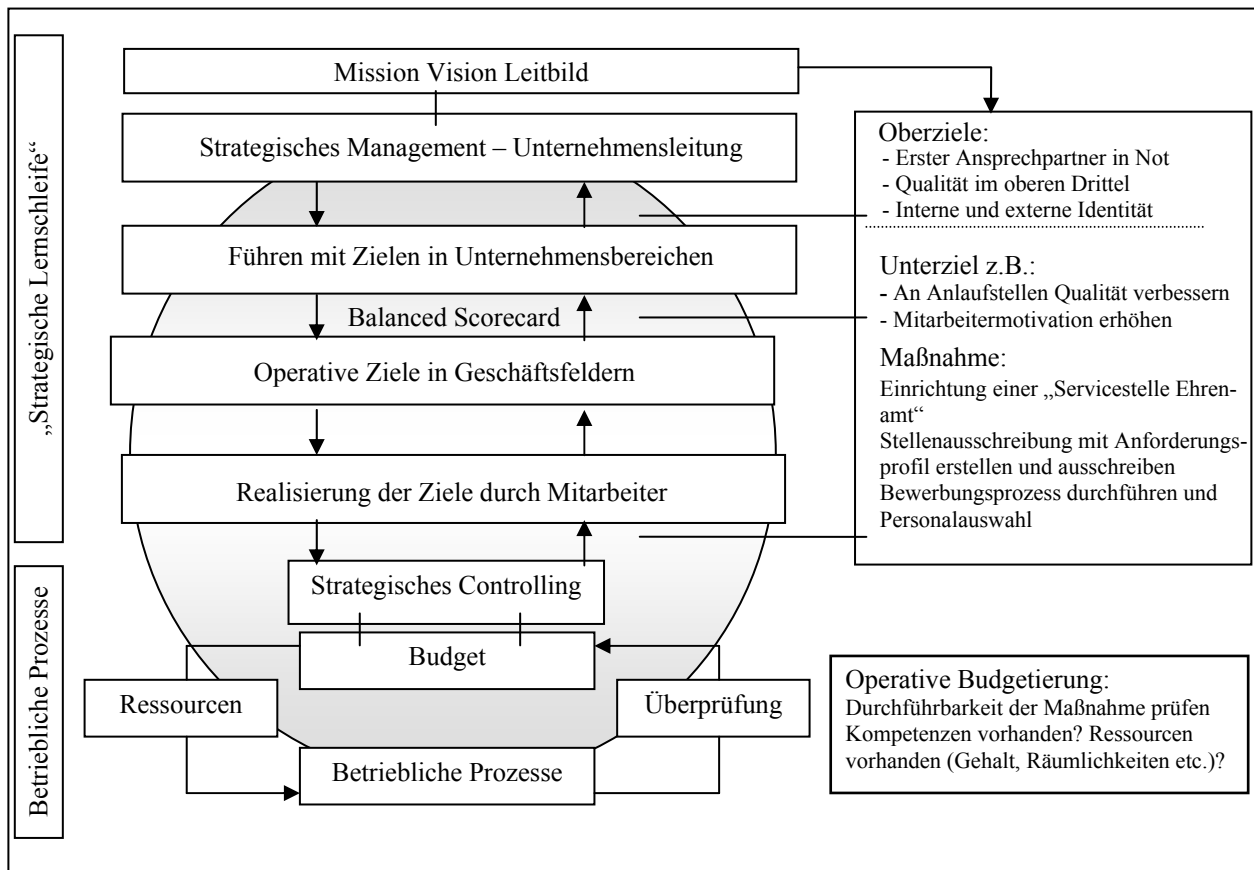 „Strategische Lernschleife“
Mission Vision Leitbild
Strategisches Management – Unternehmensleitung
Führen mit Zielen in Unternehmensbereichen
Balanced Scorecard
Operative Ziele in Geschäftsfeldern
Realisierung der Ziele durch Mitarbeiter
Oberziele:
- Erster Ansprechpartner in Not
- Qualität im oberen Drittel
- Interne und externe Identität
Unterziel z.B.:
- An Anlaufstellen Qualität verbessern
- Mitarbeitermotivation erhöhen
Maßnahme:
Einrichtung einer „Servicestelle Ehren-
amt“
Stellenausschreibung mit Anforderungs-
profil erstellen und ausschreiben
Bewerbungsprozess durchführen und
Personalauswahl
Betriebliche Prozesse
Strategisches Controlling
Budget
Ressourcen
Überprüfung
Betriebliche Prozesse
Operative Budgetierung:
Durchführbarkeit der Maßnahme prüfen
Kompetenzen vorhanden? Ressourcen
vorhanden (Gehalt, Räumlichkeiten etc.)?